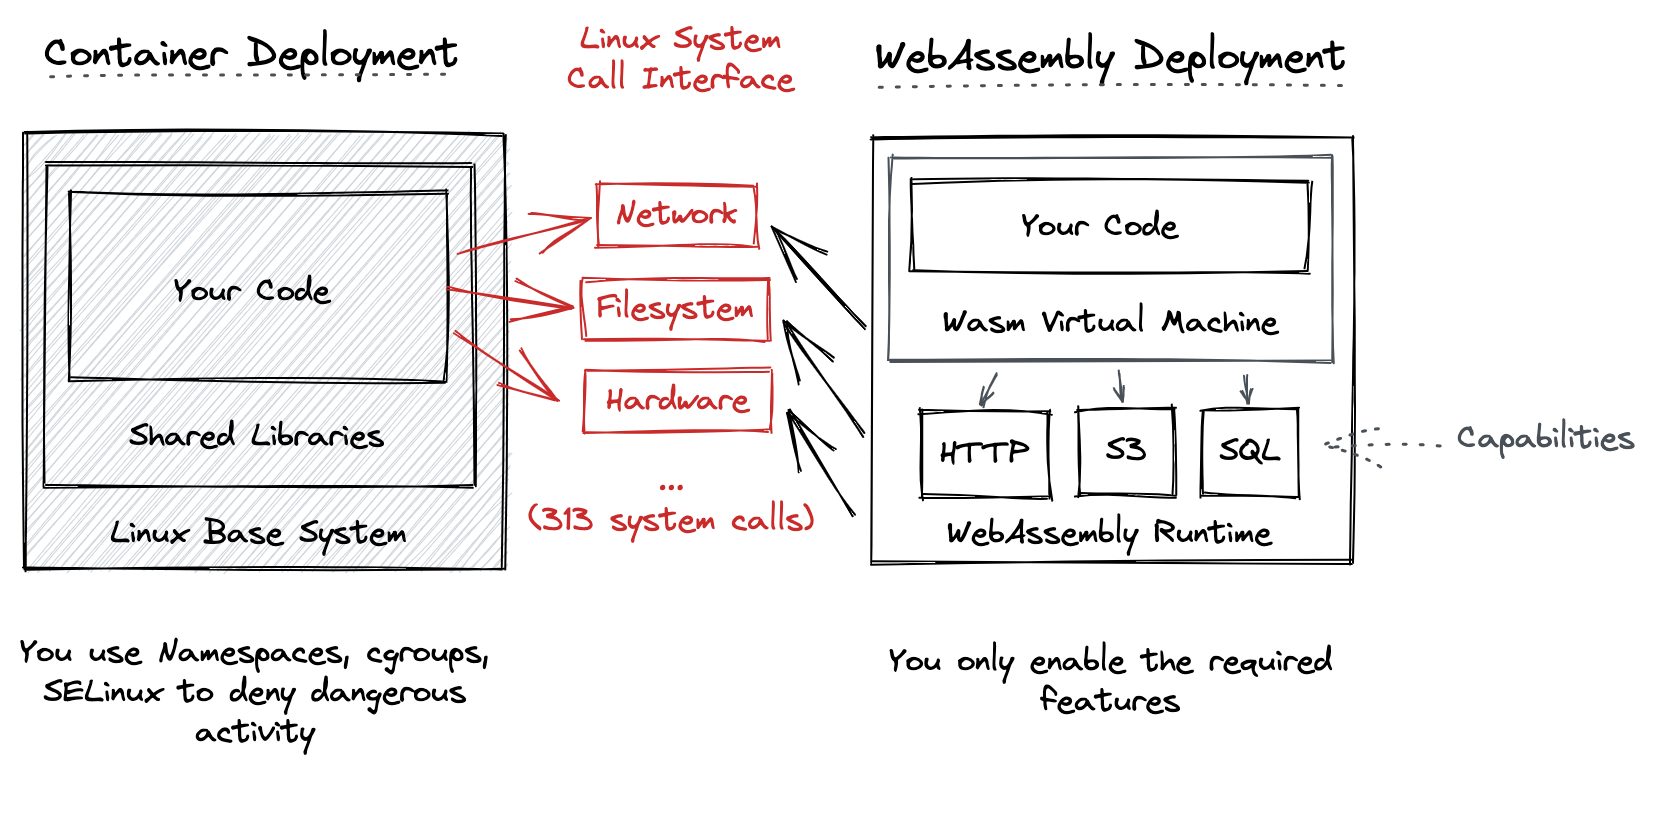 Container Deployment
Linux System
Call Interface
WebAssembly Deployment
Your Code
Shared Libraries
Linux Base System
Network
Filesystem
Hardware
...
(313 system calls)
Your Code
Wasm Virtual Machine
HTTP
S3
SQL
WebAssembly Runtime
Capabilities
You use Namespaces, cgroups,
SELinux to deny dangerous
activity
You only enable the required
features